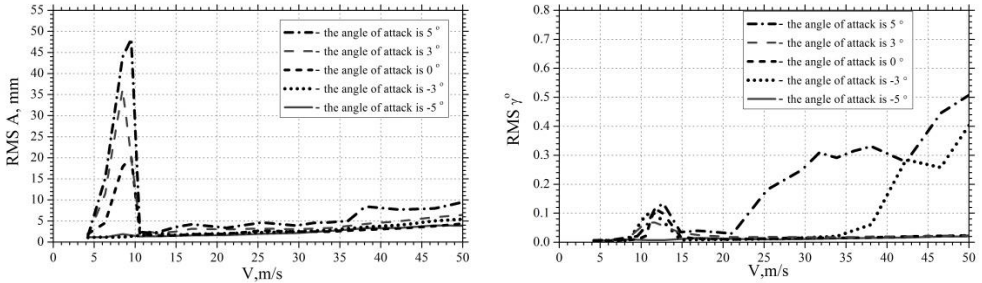 55
50
45
40
35
30
25
20
15
10
5
0
RMS A, mm
- the angle of attack is 5 º
- the angle of attack is 3 º
- the angle of attack is 0 º
- the angle of attack is -3 º
- the angle of attack is -5 º
0 5 10 15 20 25 30 35 40 45 50
V,m/s
0.8
0.7
0.6
0.5
0.4
0.3
0.2
0.1
0.0
RMS γº
- the angle of attack is 5 º
- the angle of attack is 3 º
- the angle of attack is 0 º
- the angle of attack is -3 º
- the angle of attack is -5 º
0 5 10 15 20 25 30 35 40 45 50
V,m/s